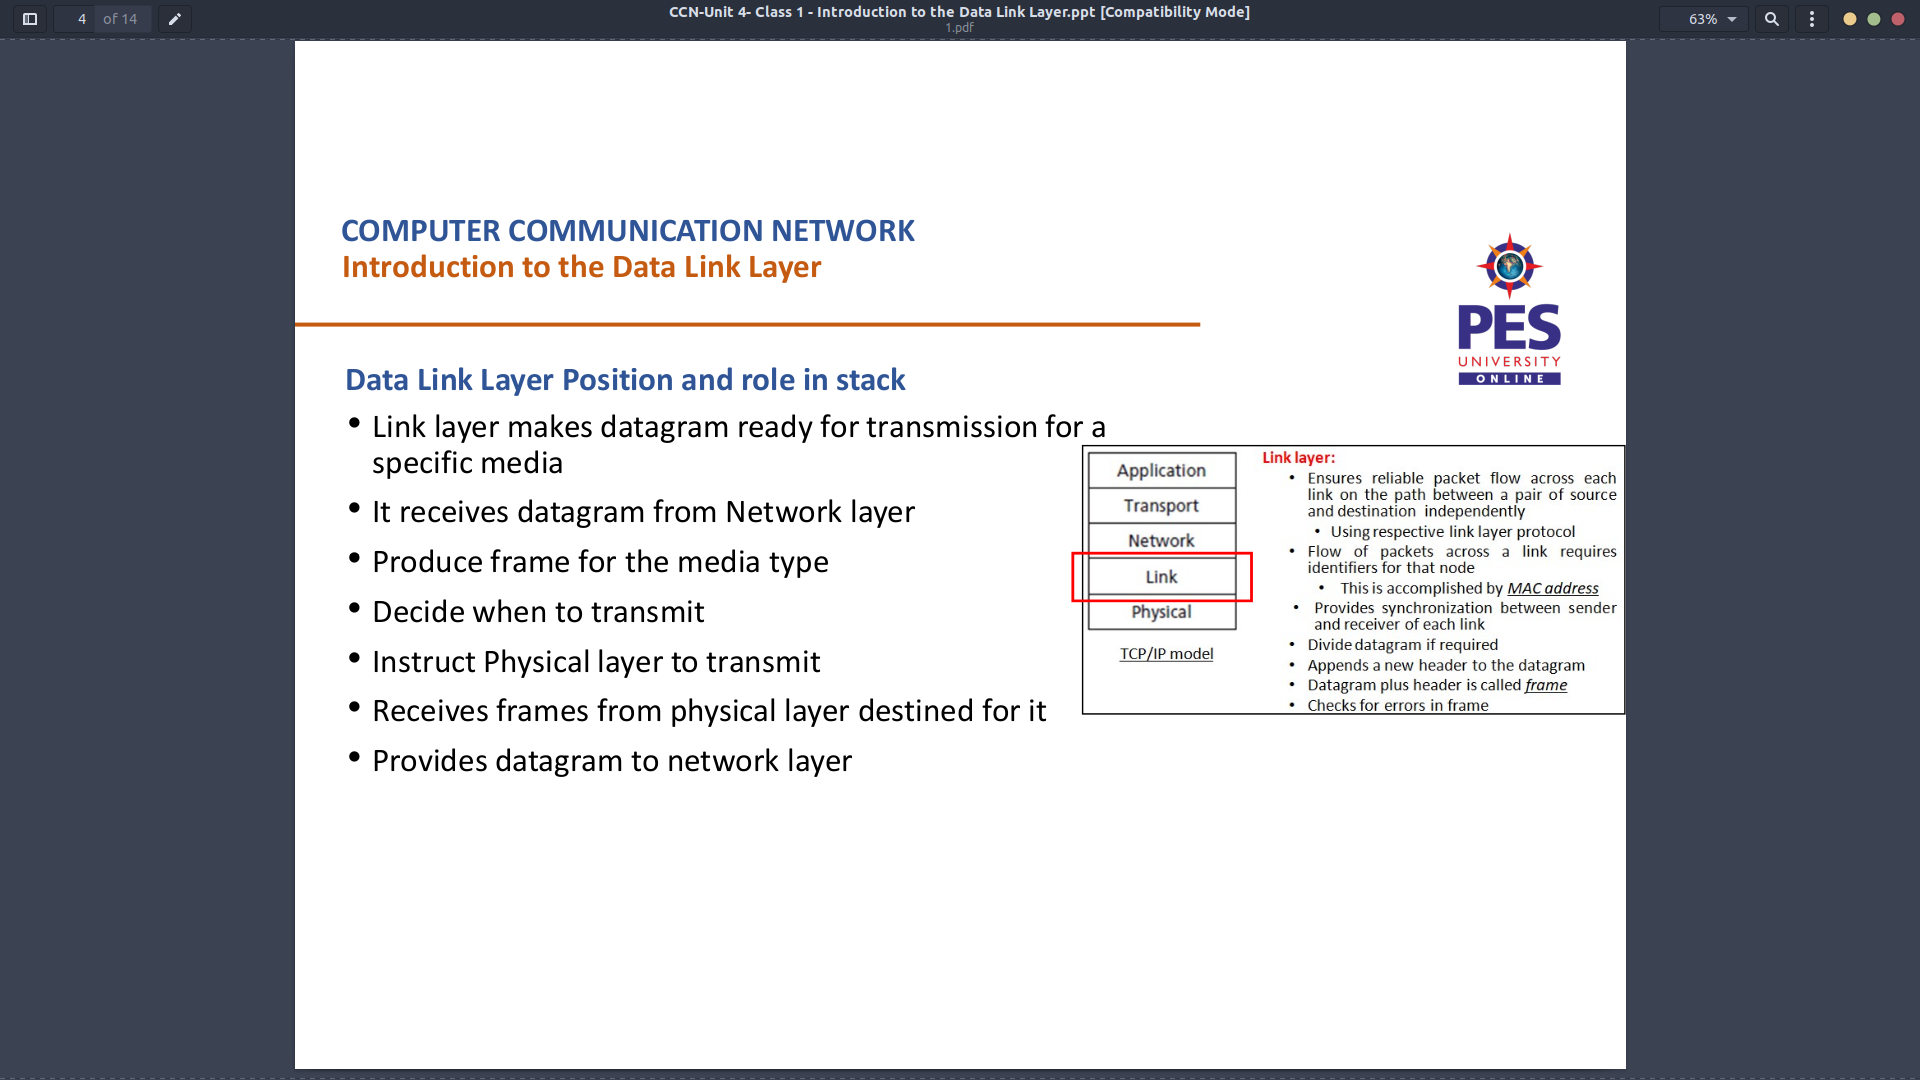 CCN-Unit 4- Class 1 - Introduction to the Data Link Layer.ppt [Compatibility Mode]
1.pdf
4 of 14
63%
COMPUTER COMMUNICATION NETWORK
Introduction to the Data Link Layer
PES
UNIVERSITY
ONLINE
Data Link Layer Position and role in stack
• Link layer makes datagram ready for transmission for a
specific media
• It receives datagram from Network layer
• Produce frame for the media type
• Decide when to transmit
• Instruct Physical layer to transmit
• Receives frames from physical layer destined for it
• Provides datagram to network layer
Application
Transport
Network
Link
Physical
TCP/IP model
Link layer:
• Ensures reliable packet flow across each
link on the path between a pair of source
and destination independently
• Using respective link layer protocol
• Flow of packets across a link requires
identifiers for that node
• This is accomplished by MAC address
• Provides synchronization between sender
and receiver of each link
• Divide datagram if required
• Appends a new header to the datagram
• Datagram plus header is called frame
• Checks for errors in frame